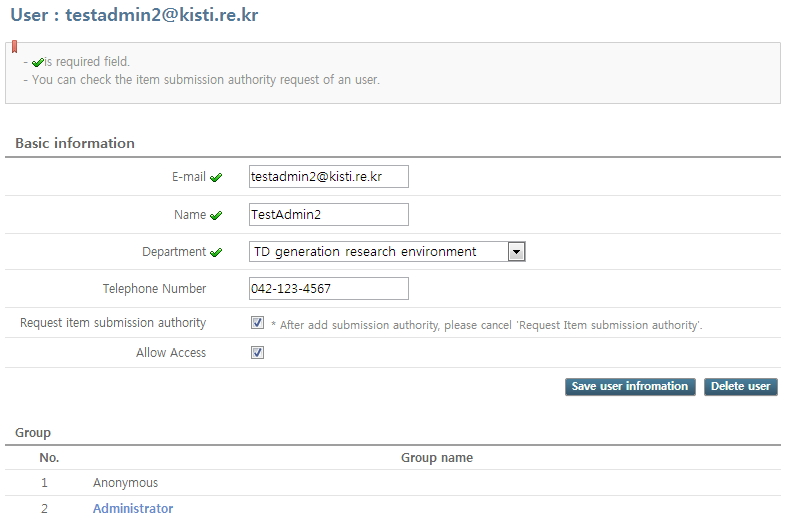 User : testadmin2@kisti.re.kr
- is required field.
- You can check the item submission authority request of an user.
Basic information
E-mail testadmin2@kisti.re.kr
Name TestAdmin2
Department TD generation research environment
Telephone Number 042-123-4567
Request item submission authority * After add submission authority, please cancel 'Request Item submission authority'.
Allow Access
Save user infromation Delete user
Group
No. Group name
1 Anonymous
2 Administrator